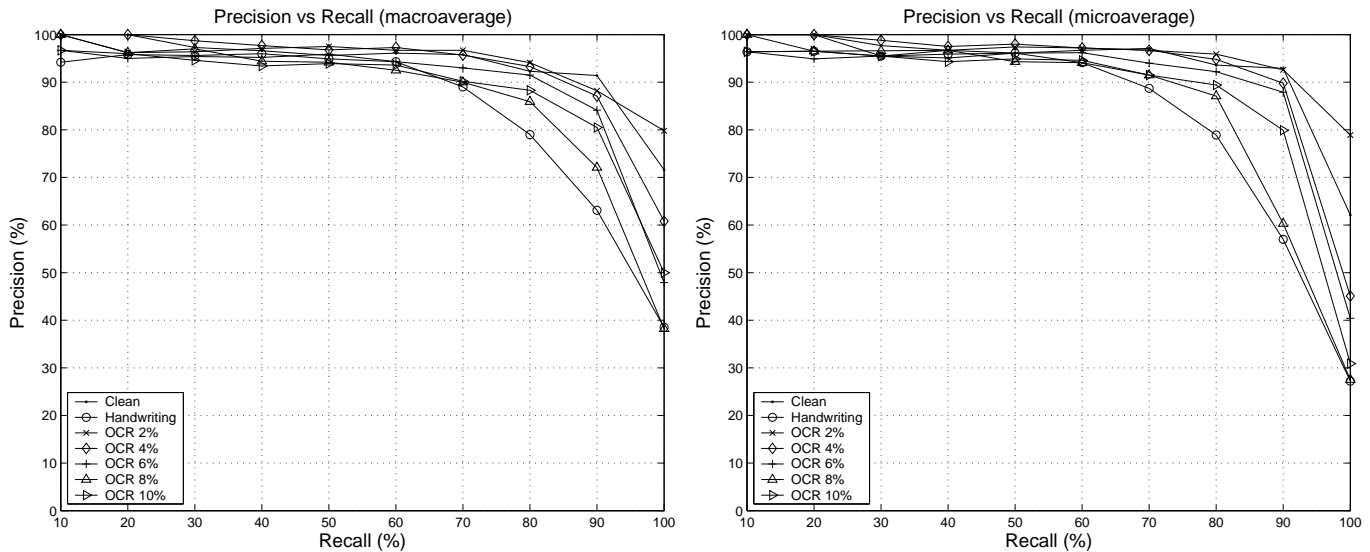 Precision vs Recall (macroaverage)
100
90
80
70
60
50
40
30
20
10
0
Precision (%)
Clean
Handwriting
OCR 2%
OCR 4%
OCR 6%
OCR 8%
OCR 10%
10 20 30 40 50 60 70 80 90 100
Recall (%)
Precision vs Recall (microaverage)
100
90
80
70
60
50
40
30
20
10
0
Precision (%)
Clean
Handwriting
OCR 2%
OCR 4%
OCR 6%
OCR 8%
OCR 10%
10 20 30 40 50 60 70 80 90 100
Recall (%)